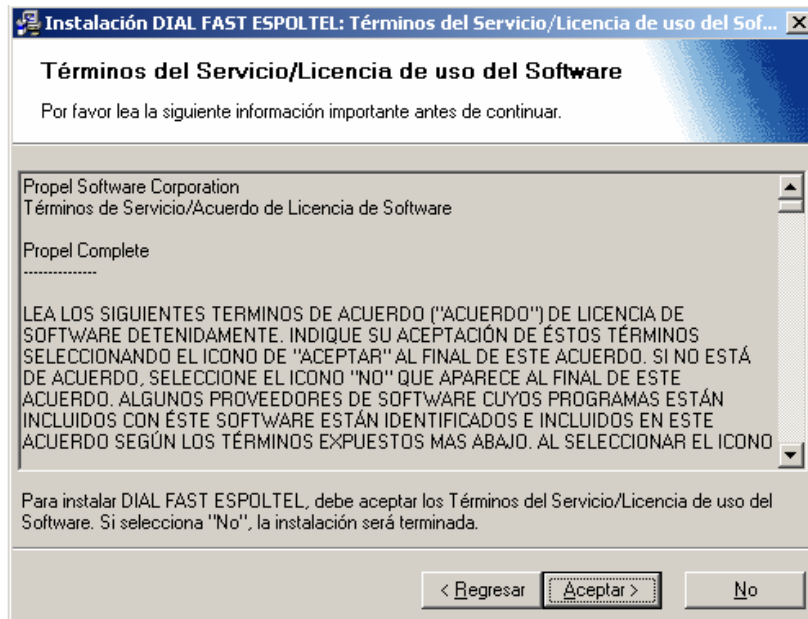 Instalación DIAL FAST ESPOLTEL: Términos del Servicio/Licencia de uso del Sof...
Términos del Servicio/Licencia de uso del Software
Por favor lea la siguiente información importante antes de continuar.
Propel Software Corporation
Términos de Servicio/Acuerdo de Licencia de Software
Propel Complete
---------------
LEA LOS SIGUIENTES TERMINOS DE ACUERDO ("ACUERDO") DE LICENCIA DE
SOFTWARE DETENIDAMENTE. INDIQUE SU ACEPTACIÓN DE ÉSTOS TÉRMINOS
SELECCIONANDO EL ICONO DE "ACEPTAR" AL FINAL DE ESTE ACUERDO. SI NO ESTÁ
DE ACUERDO, SELECCIONE EL ICONO "NO" QUE APARECE AL FINAL DE ESTE
ACUERDO. ALGUNOS PROVEEDORES DE SOFTWARE CUYOS PROGRAMAS ESTÁN
INCLUIDOS CON ÉSTE SOFTWARE ESTÁN IDENTIFICADOS E INCLUIDOS EN ESTE
ACUERDO SEGÚN LOS TÉRMINOS EXPUESTOS MAS ABAJO. AL SELECCIONAR EL ICONO
Para instalar DIAL FAST ESPOLTEL, debe aceptar los Términos del Servicio/Licencia de uso del
Software. Si selecciona "No", la instalación será terminada.
< Regresar Aceptar > No